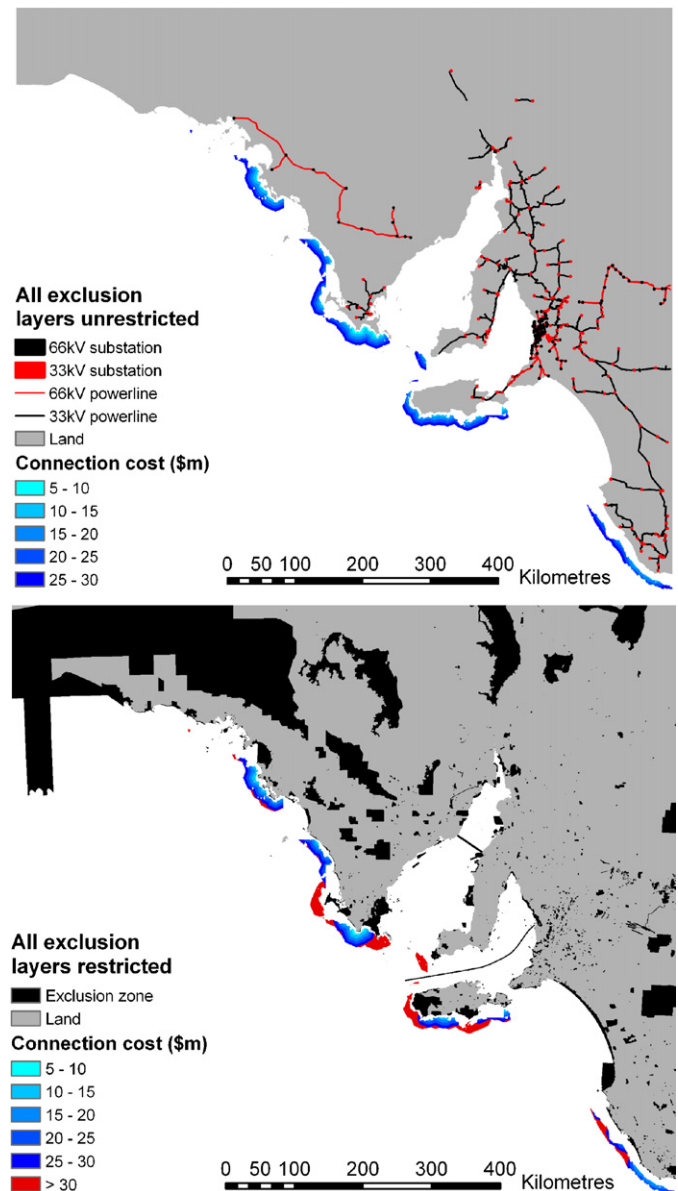 All exclusion
layers unrestricted
66kV substation
33kV substation
66kV powerline
33kV powerline
Land
Connection cost ($m)
5 - 10
10 - 15
15 - 20
20 - 25
25 - 30
0 50 100 200 300 400
Kilometres
All exclusion
layers restricted
Exclusion zone
Land
Connection cost ($m)
5 - 10
10 - 15
15 - 20
20 - 25
25 - 30
> 30
0 50 100 200 300 400
Kilometres